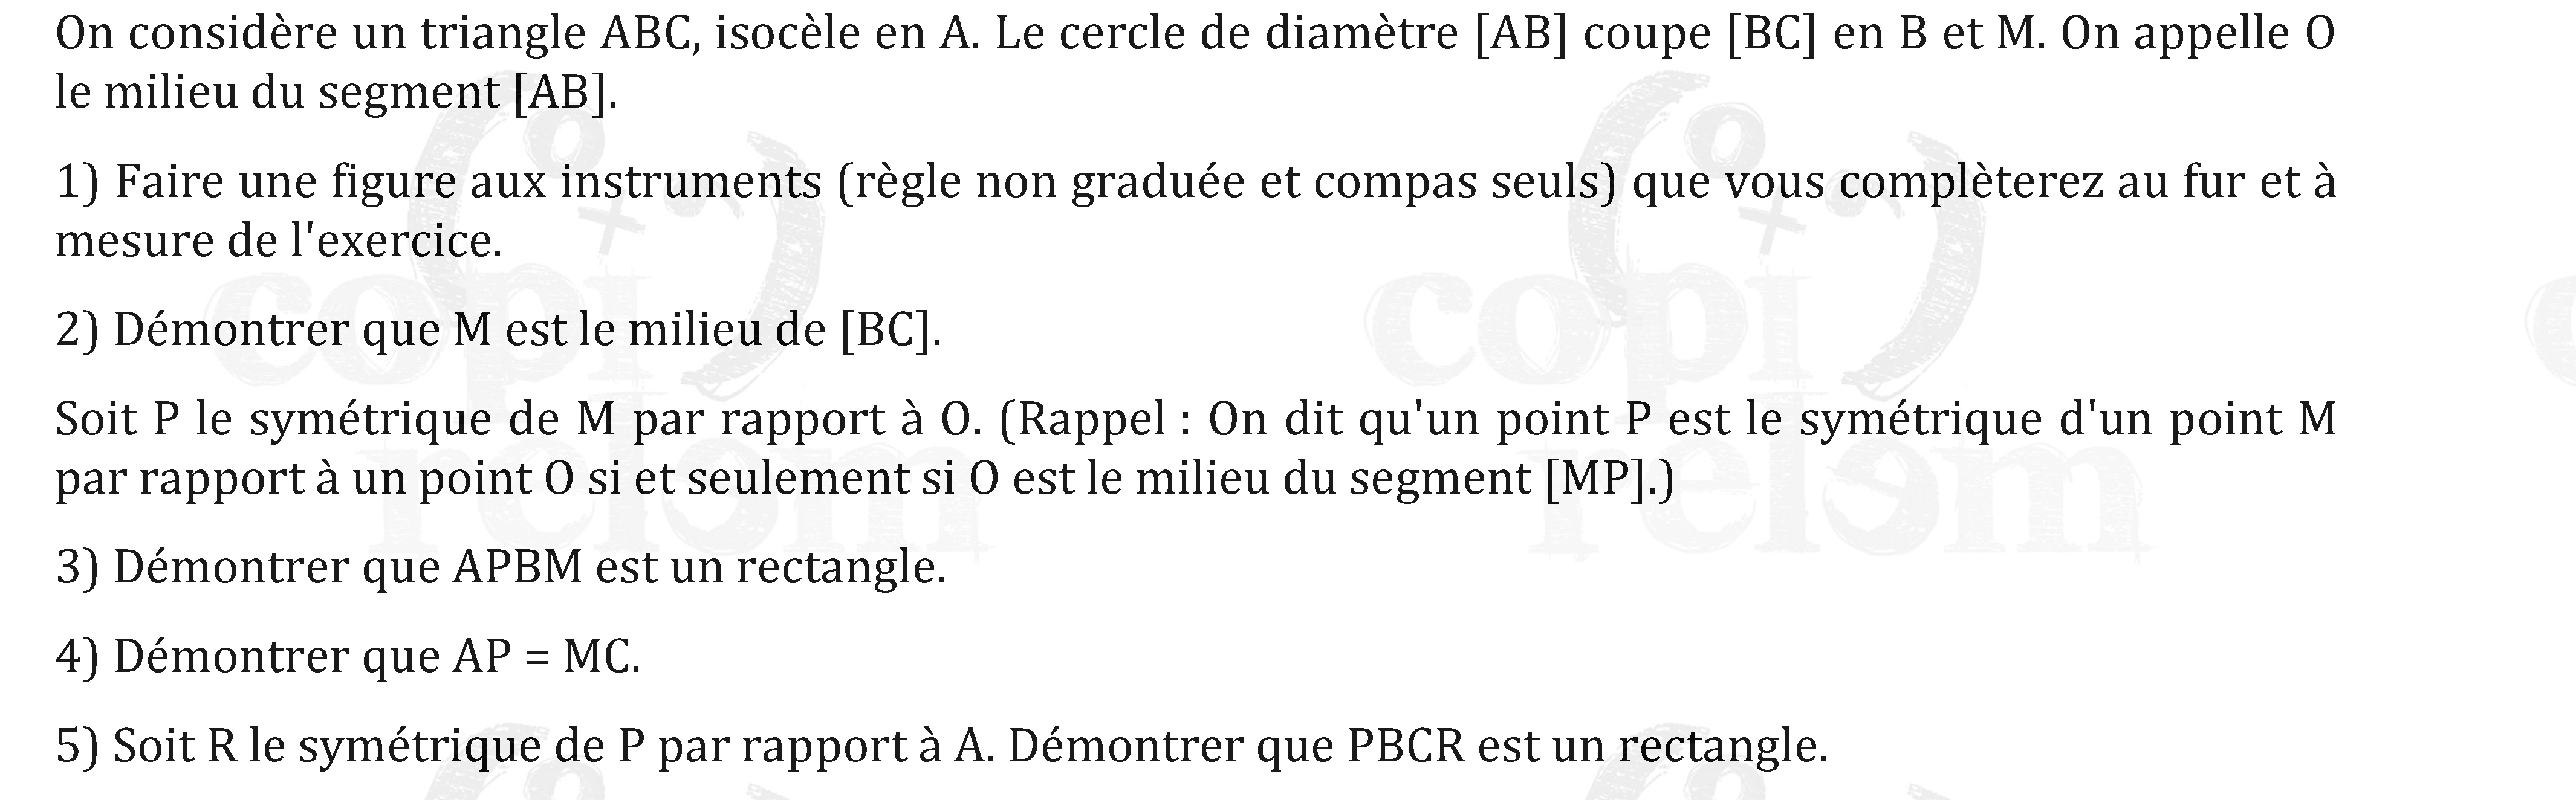 On considère un triangle ABC, isocèle en A. Le cercle de diamètre [AB] coupe [BC] en B et M. On appelle O
le milieu du segment [AB].
1) Faire une figure aux instruments (règle non graduée et compas seuls) que vous complèterez au fur et à
mesure de l'exercice.
2) Démontrer que M est le milieu de [BC].
Soit P le symétrique de M par rapport à O. (Rappel : On dit qu'un point P est le symétrique d'un point M
par rapport à un point O si et seulement si O est le milieu du segment [MP].)
3) Démontrer que APBM est un rectangle.
4) Démontrer que AP = MC.
5) Soit R le symétrique de P par rapport à A. Démontrer que PBCR est un rectangle.